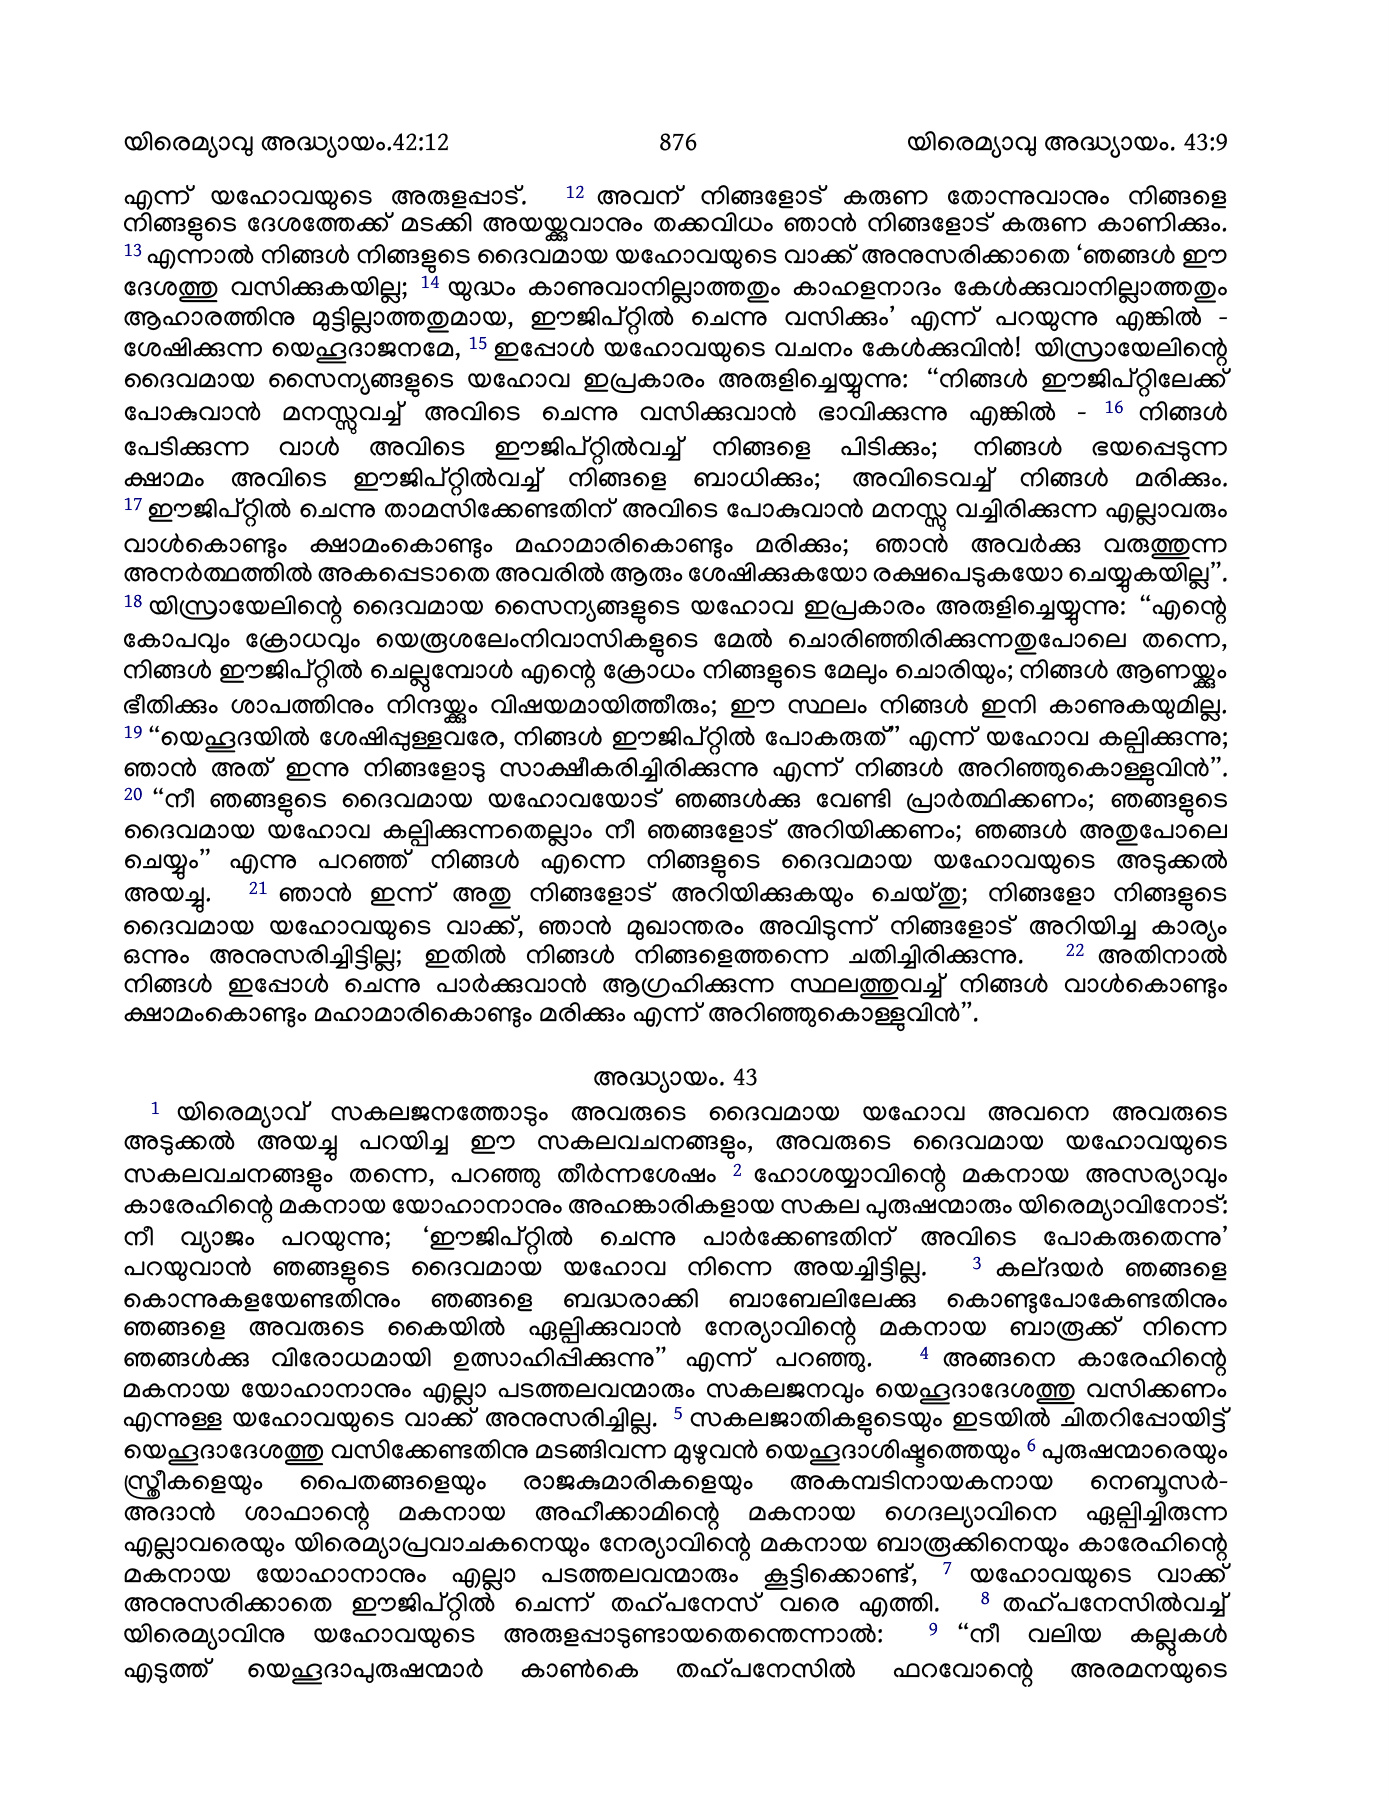 യിരെമ്യാവു അദ്ധ്യായം.42:12 876 യിരെമ്യാവു അദ്ധ്യായം. 43:9
എന്ന് യഹോവയുടെ അരുളപ്പാട്. 12 അവന് നിങ്ങളോട് കരുണ തോന്നുവാനും നിങ്ങളെ
നിങ്ങളുടെ ദേശത്തേക്ക് മടക്കി അയയ്ക്കുവാനും തക്കവിധം ഞാൻ നിങ്ങളോട് കരുണ കാണിക്കും.
13 എന്നാൽ നിങ്ങൾ നിങ്ങളുടെ ദൈവമായ യഹോവയുടെ വാക്ക് അനുസരിക്കാതെ ‘ഞങ്ങൾ ഈ
ദേശത്തു വസിക്കുകയില്ല; 14 യുദ്ധം കാണുവാനില്ലാത്തതും കാഹളനാദം കേൾക്കുവാനില്ലാത്തതും
ആഹാരത്തിനു മുട്ടില്ലാത്തതുമായ, ഈജിപ്റ്റിൽ ചെന്നു വസിക്കും’ എന്ന് പറയുന്നു എങ്കിൽ -
ശേഷിക്കുന്ന യെഹൂദാജനമേ, 15 ഇപ്പോൾ യഹോവയുടെ വചനം കേൾക്കുവിൻ! യിസ്രായേലിന്റെ
ദൈവമായ സൈന്യങ്ങളുടെ യഹോവ ഇപ്രകാരം അരുളിച്ചെയ്യുന്നു: “നിങ്ങൾ ഈജിപ്റ്റിലേക്ക്
പോകുവാൻ മനസ്സുവച്ച് അവിടെ ചെന്നു വസിക്കുവാൻ ഭാവിക്കുന്നു എങ്കിൽ - 16 നിങ്ങൾ
പേടിക്കുന്ന വാൾ അവിടെ ഈജിപ്റ്റിൽവച്ച് നിങ്ങളെ പിടിക്കും; നിങ്ങൾ ഭയപ്പെടുന്ന
ക്ഷാമം അവിടെ ഈജിപ്റ്റിൽവച്ച് നിങ്ങളെ ബാധിക്കും; അവിടെവച്ച് നിങ്ങൾ മരിക്കും.
17 ഈജിപ്റ്റിൽ ചെന്നു താമസിക്കേണ്ടതിന് അവിടെ പോകുവാൻ മനസ്സു വച്ചിരിക്കുന്ന എല്ലാവരും
വാൾകൊണ്ടും ക്ഷാമംകൊണ്ടും മഹാമാരികൊണ്ടും മരിക്കും; ഞാൻ അവർക്കു വരുത്തുന്ന
അനർത്ഥത്തിൽ അകപ്പെടാതെ അവരിൽ ആരും ശേഷിക്കുകയോ രക്ഷപെടുകയോ ചെയ്യുകയില്ല”.
18 യിസ്രായേലിന്റെ ദൈവമായ സൈന്യങ്ങളുടെ യഹോവ ഇപ്രകാരം അരുളിച്ചെയ്യുന്നു: “എന്റെ
കോപവും ക്രോധവും യെരൂശലേംനിവാസികളുടെ മേൽ ചൊരിഞ്ഞിരിക്കുന്നതുപോലെ തന്നെ,
നിങ്ങൾ ഈജിപ്റ്റിൽ ചെല്ലുമ്പോൾ എന്റെ ക്രോധം നിങ്ങളുടെ മേലും ചൊരിയും; നിങ്ങൾ ആണയ്ക്കും
ഭീതിക്കും ശാപത്തിനും നിന്ദയ്ക്കും വിഷയമായിത്തീരും; ഈ സ്ഥലം നിങ്ങൾ ഇനി കാണുകയുമില്ല.
19 “യെഹൂദയിൽ ശേഷിപ്പുള്ളവരേ, നിങ്ങൾ ഈജിപ്റ്റിൽ പോകരുത്” എന്ന് യഹോവ കല്പിക്കുന്നു;
ഞാൻ അത് ഇന്നു നിങ്ങളോടു സാക്ഷീകരിച്ചിരിക്കുന്നു എന്ന് നിങ്ങൾ അറിഞ്ഞുകൊള്ളുവിൻ”.
20 “നീ ഞങ്ങളുടെ ദൈവമായ യഹോവയോട് ഞങ്ങൾക്കു വേണ്ടി പ്രാർത്ഥിക്കണം; ഞങ്ങളുടെ
ദൈവമായ യഹോവ കല്പിക്കുന്നതെല്ലാം നീ ഞങ്ങളോട് അറിയിക്കണം; ഞങ്ങൾ അതുപോലെ
ചെയ്യും” എന്നു പറഞ്ഞ് നിങ്ങൾ എന്നെ നിങ്ങളുടെ ദൈവമായ യഹോവയുടെ അടുക്കൽ
അയച്ചു. 21 ഞാൻ ഇന്ന് അതു നിങ്ങളോട് അറിയിക്കുകയും ചെയ്തു; നിങ്ങളോ നിങ്ങളുടെ
ദൈവമായ യഹോവയുടെ വാക്ക്, ഞാൻ മുഖാന്തരം അവിടുന്ന് നിങ്ങളോട് അറിയിച്ച കാര്യം
ഒന്നും അനുസരിച്ചിട്ടില്ല; ഇതിൽ നിങ്ങൾ നിങ്ങളെത്തന്നെ ചതിച്ചിരിക്കുന്നു. 22 അതിനാൽ
നിങ്ങൾ ഇപ്പോൾ ചെന്നു പാർക്കുവാൻ ആഗ്രഹിക്കുന്ന സ്ഥലത്തുവച്ച് നിങ്ങൾ വാൾകൊണ്ടും
ക്ഷാമംകൊണ്ടും മഹാമാരികൊണ്ടും മരിക്കും എന്ന് അറിഞ്ഞുകൊള്ളുവിൻ”.
അദ്ധ്യായം. 43
1 യിരെമ്യാവ് സകലജനത്തോടും അവരുടെ ദൈവമായ യഹോവ അവനെ അവരുടെ
അടുക്കൽ അയച്ചു പറയിച്ച ഈ സകലവചനങ്ങളും, അവരുടെ ദൈവമായ യഹോവയുടെ
സകലവചനങ്ങളും തന്നെ, പറഞ്ഞു തീർന്നശേഷം 2 ഹോശയ്യാവിന്റെ മകനായ അസര്യാവും
കാരേഹിന്റെ മകനായ യോഹാനാനും അഹങ്കാരികളായ സകല പുരുഷന്മാരും യിരെമ്യാവിനോട്:
നീ വ്യാജം പറയുന്നു; ‘ഈജിപ്റ്റിൽ ചെന്നു പാർക്കേണ്ടതിന് അവിടെ പോകരുതെന്നു’
പറയുവാൻ ഞങ്ങളുടെ ദൈവമായ യഹോവ നിന്നെ അയച്ചിട്ടില്ല. 3 കല്ദയർ ഞങ്ങളെ
കൊന്നുകളയേണ്ടതിനും ഞങ്ങളെ ബദ്ധരാക്കി ബാബേലിലേക്കു കൊണ്ടുപോകേണ്ടതിനും
ഞങ്ങളെ അവരുടെ കൈയിൽ ഏല്പിക്കുവാൻ നേര്യാവിന്റെ മകനായ ബാരൂക്ക് നിന്നെ
ഞങ്ങൾക്കു വിരോധമായി ഉത്സാഹിപ്പിക്കുന്നു” എന്ന് പറഞ്ഞു. 4 അങ്ങനെ കാരേഹിന്റെ
മകനായ യോഹാനാനും എല്ലാ പടത്തലവന്മാരും സകലജനവും യെഹൂദാദേശത്തു വസിക്കണം
എന്നുള്ള യഹോവയുടെ വാക്ക് അനുസരിച്ചില്ല. 5 സകലജാതികളുടെയും ഇടയിൽ ചിതറിപ്പോയിട്ട്
യെഹൂദാദേശത്തു വസിക്കേണ്ടതിനു മടങ്ങിവന്ന മുഴുവൻ യെഹൂദാശിഷ്ടത്തെയും 6 പുരുഷന്മാരെയും
സ്ത്രീകളെയും പൈതങ്ങളെയും രാജകുമാരികളെയും അകമ്പടിനായകനായ നെബൂസർ-
അദാൻ ശാഫാന്റെ മകനായ അഹീക്കാമിന്റെ മകനായ ഗെദല്യാവിനെ ഏല്പിച്ചിരുന്ന
എല്ലാവരെയും യിരെമ്യാപ്രവാചകനെയും നേര്യാവിന്റെ മകനായ ബാരൂക്കിനെയും കാരേഹിന്റെ
മകനായ യോഹാനാനും എല്ലാ പടത്തലവന്മാരും കൂട്ടിക്കൊണ്ട്, 7 യഹോവയുടെ വാക്ക്
അനുസരിക്കാതെ ഈജിപ്റ്റിൽ ചെന്ന് തഹ്പനേസ് വരെ എത്തി. 8 തഹ്പനേസിൽവച്ച്
യിരെമ്യാവിനു യഹോവയുടെ അരുളപ്പാടുണ്ടായതെന്തെന്നാൽ: 9 “നീ വലിയ കല്ലുകൾ
എടുത്ത് യെഹൂദാപുരുഷന്മാർ കാൺകെ തഹ്പനേസിൽ ഫറവോന്റെ അരമനയുടെ